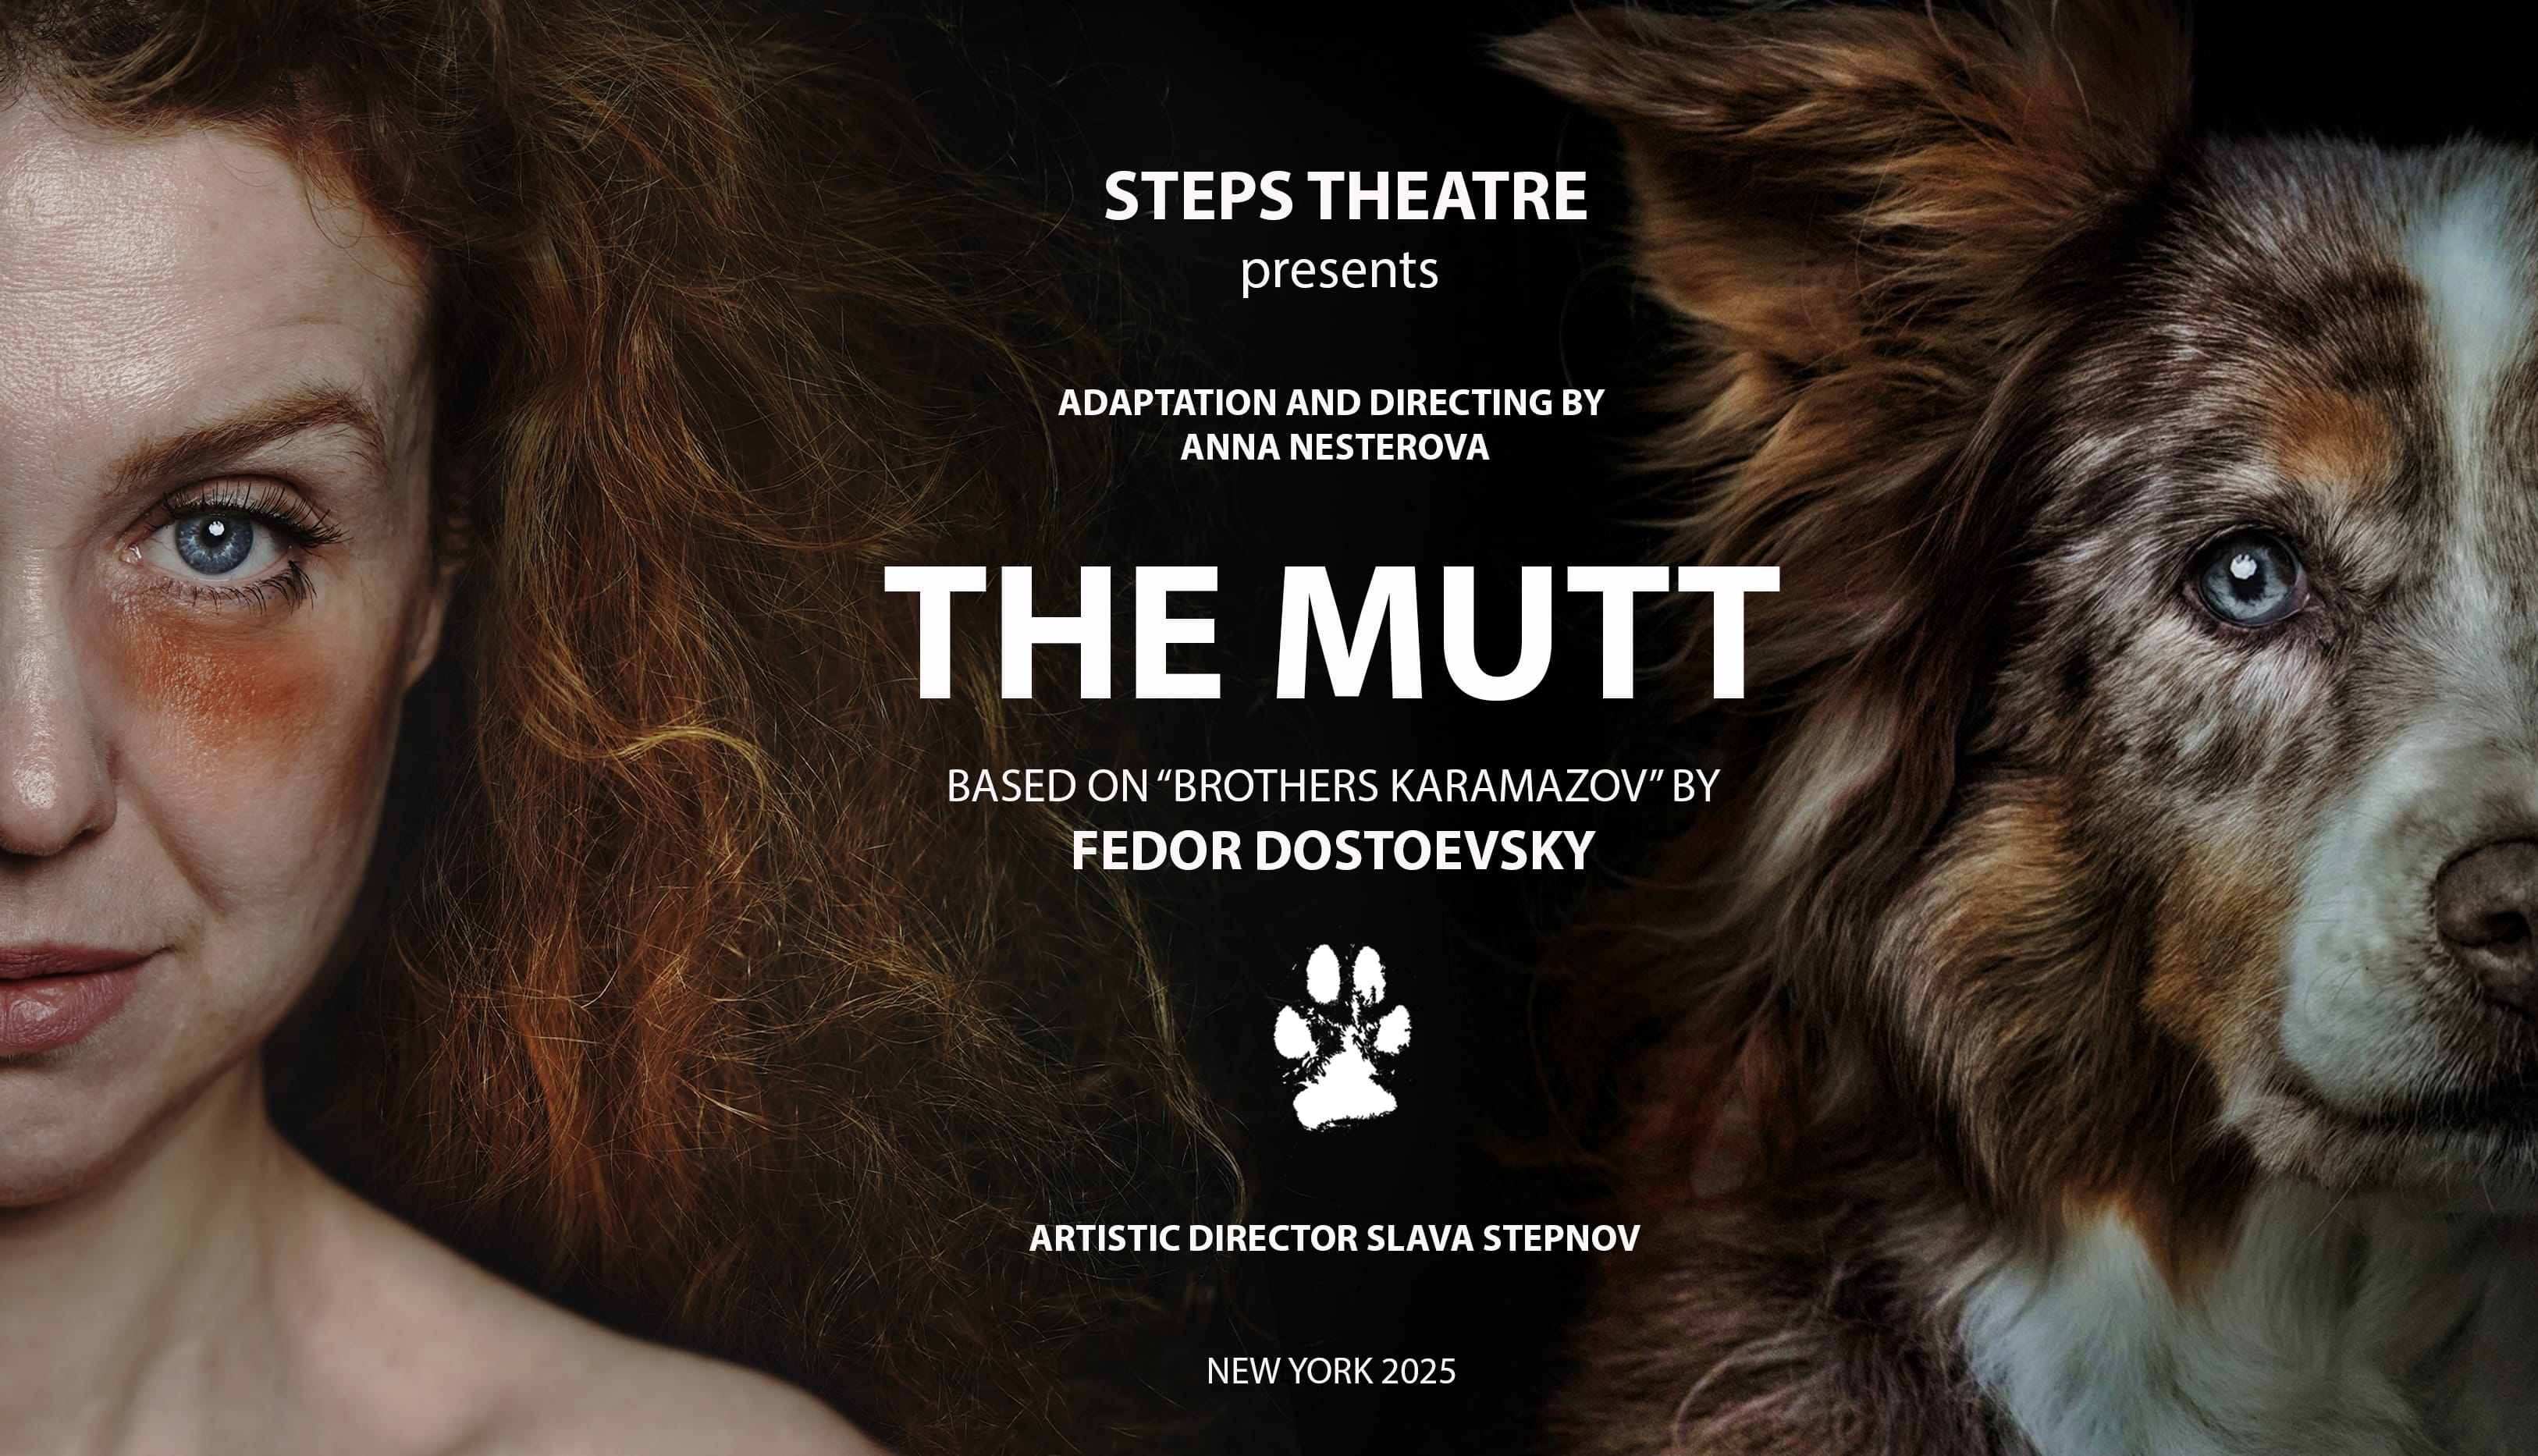 STEPS THEATRE
presents
ADAPTATION AND DIRECTING BY
ANNA NESTEROVA
THE MUTT
BASED ON “BROTHERS KARAMAZOV” BY
FEDOR DOSTOEVSKY
ARTISTIC DIRECTOR SLAVA STEPNOV
NEW YORK 2025